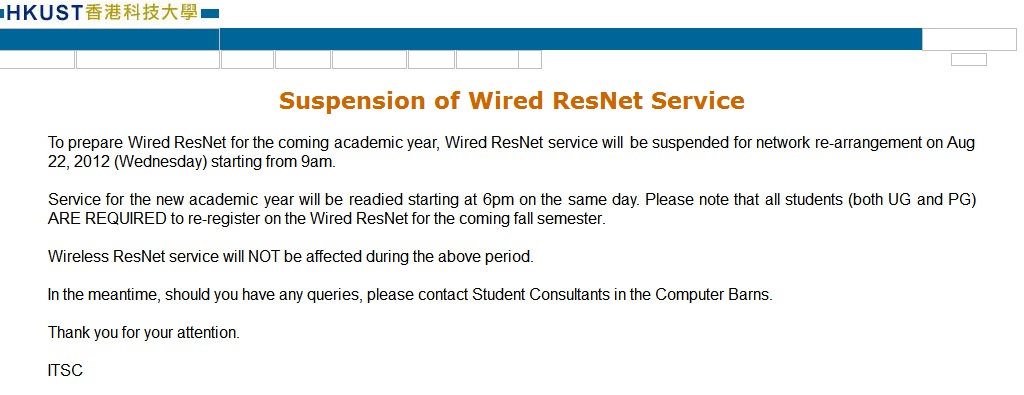 HKUST香港科技大學
Suspension of Wired ResNet Service
To prepare Wired ResNet for the coming academic year, Wired ResNet service will be suspended for network re-arrangement on Aug
22, 2012 (Wednesday) starting from 9am.
Service for the new academic year will be readied starting at 6pm on the same day. Please note that all students (both UG and PG)
ARE REQUIRED to re-register on the Wired ResNet for the coming fall semester.
Wireless ResNet service will NOT be affected during the above period.
In the meantime, should you have any queries, please contact Student Consultants in the Computer Barns.
Thank you for your attention.
ITSC